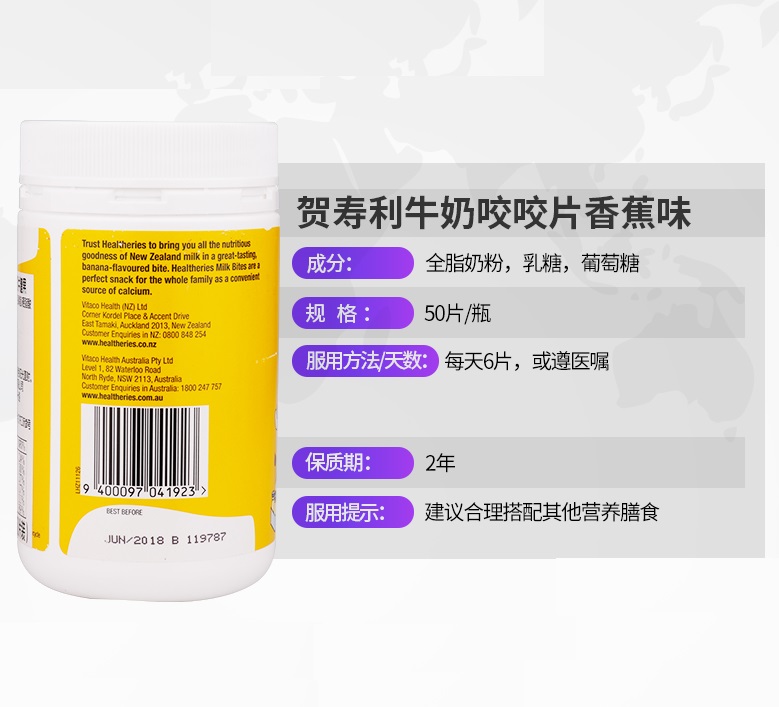 Trust Healtheries to bring you all the nutritious
goodness of New Zealand milk in a great-tasting,
banana-flavoured bite. Healtheries Milk Bites are a
perfect snack for the whole family as a convenient
source of calcium.
Vitaco Health (NZ) Ltd
Corner Kordel Place & Accent Drive
East Tamaki, Auckland 2013, New Zealand
Customer Enquiries in NZ: 0800 848 254
www.healtheries.co.nz
Vitaco Health Australia Pty Ltd
Level 1, 82 Waterloo Road
North Ryde, NSW 2113, Australia
Customer Enquiries in Australia: 1800 247 757
www.healtheries.com.au
9 400097 041923 >
BEST BEFORE
JUN/2018 B 119787
贺寿利牛奶咬咬片香蕉味
成分: 全脂奶粉，乳糖，葡萄糖
规 格: 50片/瓶
服用方法/天数: 每天6片，或遵医嘱
保质期: 2年
服用提示: 建议合理搭配其他营养膳食